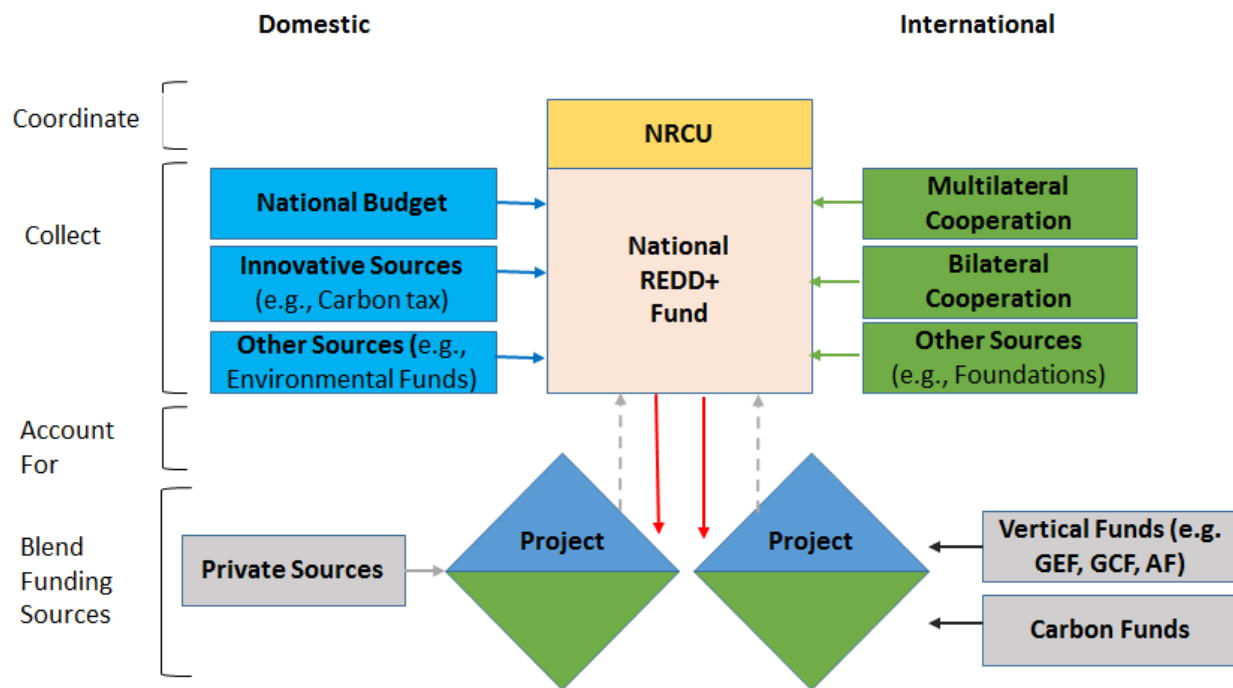 Domestic
International
Coordinate
NRCU
Collect
National Budget
Innovative Sources
(e.g., Carbon tax)
Other Sources (e.g.,
Environmental Funds)
National
REDD+
Fund
Multilateral
Cooperation
Bilateral
Cooperation
Other Sources
(e.g., Foundations)
Account
For
Blend
Funding
Sources
Private Sources
Project
Project
Vertical Funds (e.g.
GEF, GCF, AF)
Carbon Funds